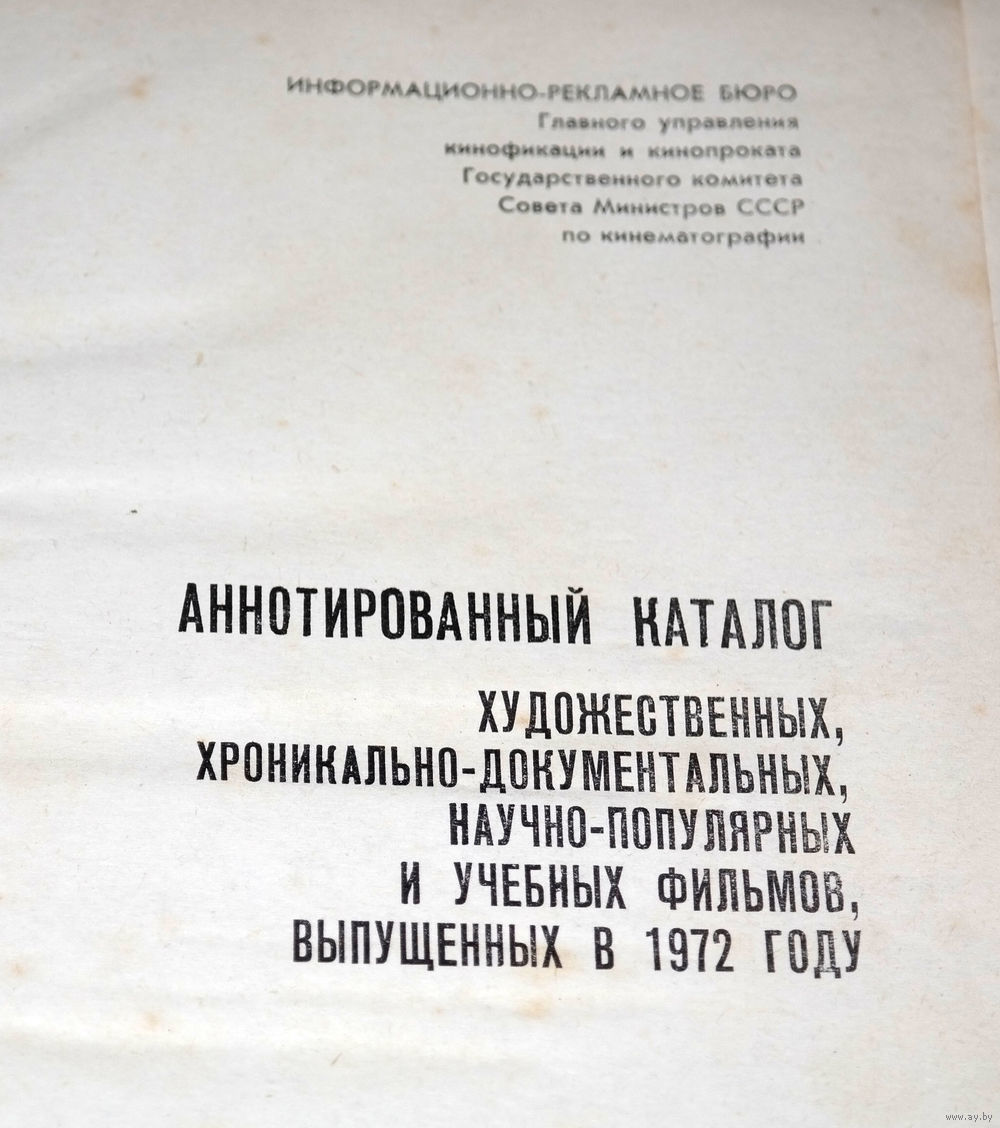 ИНФОРМАЦИОННО-РЕКЛАМНОЕ БЮРО
Главного управления
кинофикации и кинопроката
Государственного комитета
Совета Министров СССР
по кинематографии
АННОТИРОВАННЫЙ КАТАЛОГ
ХУДОЖЕСТВЕННЫХ,
ХРОНИКАЛЬНО-ДОКУМЕНТАЛЬНЫХ,
НАУЧНО-ПОПУЛЯРНЫХ
И УЧЕБНЫХ ФИЛЬМОВ,
ВЫПУЩЕННЫХ В 1972 ГОДУ
www.ay.by